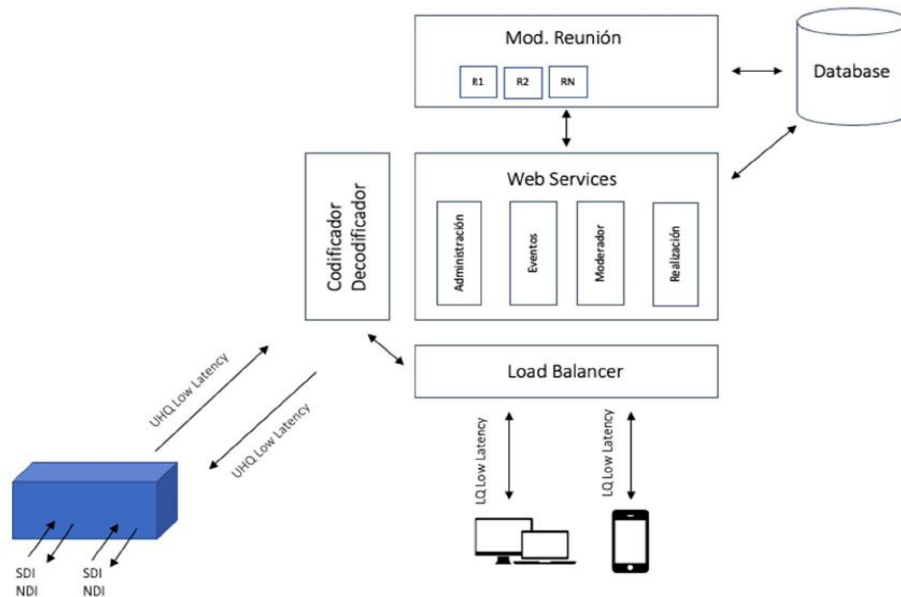 Mod. Reunión
R1
R2
RN
Database
Codificador
Decodificador
Web Services
Administración
Eventos
Moderador
Realización
Load Balancer
UHQ Low Latency
UHQ Low Latency
LQ Low Latency
LQ Low Latency
SDI
NDI
SDI
NDI